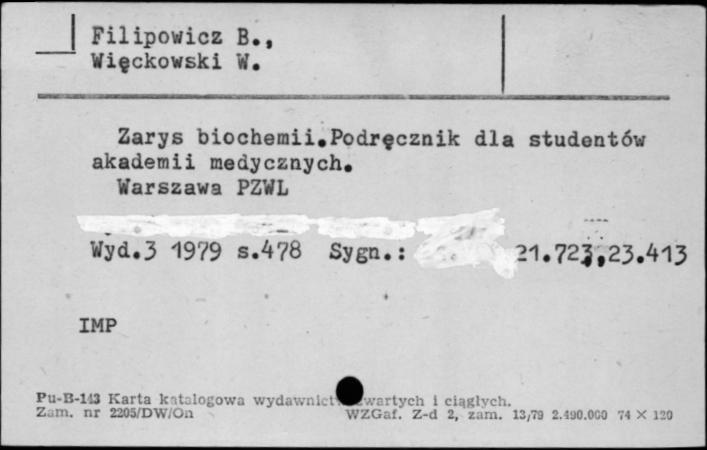 Filipowicz B.,
Więckowski W.
Zarys biochemii.Podręcznik dla studentów
akademii medycznych.
Warszawa PZWL
Wyd.3 1979 s.478 Sygn.: 21.723,23.413
IMP
Pu-B-143 Karta katalogowa wydawnict zwartych i ciągłych.
Zam. nr 2205/DW/On WZGaf. Z-d 2, zam. 13/79 2.490.000 74 × 120